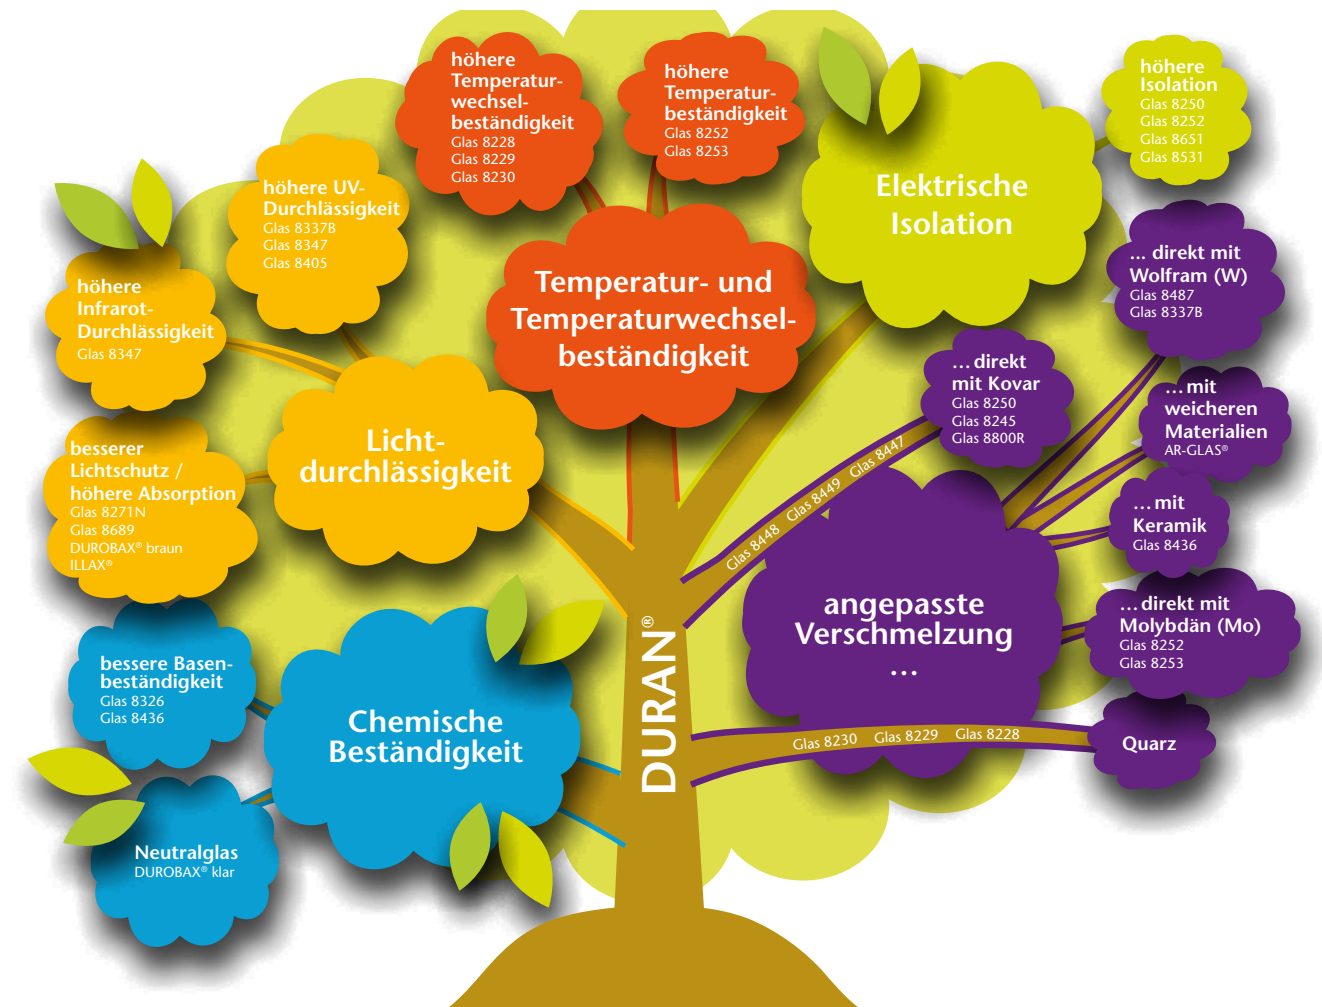 höhere
Temperatur-
wechsel-
beständigkeit
Glas 8228
Glas 8229
Glas 8230
höhere
Temperatur-
beständigkeit
Glas 8252
Glas 8253
Elektrische
Isolation
höhere
Isolation
Glas 8250
Glas 8252
Glas 8651
Glas 8531
höhere UV-
Durchlässigkeit
Glas 8337B
Glas 8347
Glas 8405
höhere
Infrarot-
Durchlässigkeit
Glas 8347
Temperatur- und
Temperaturwechsel-
beständigkeit
... direkt mit
Wolfram (W)
Glas 8487
Glas 8337B
... direkt
mit Kovar
Glas 8250
Glas 8245
Glas 8800R
... mit
weicheren
Materialien
AR-GLAS®
Licht-
durchlässigkeit
besserer
Lichtschutz /
höhere Absorption
Glas 8271N
Glas 8689
DUROBAX® braun
ILLAX®
Glas 8448 Glas 8449 Glas 8447
... mit
Keramik
Glas 8436
angepasste
Verschmelzung
...
... direkt mit
Molybdän (Mo)
Glas 8252
Glas 8253
bessere Basen-
beständigkeit
Glas 8326
Glas 8436
Chemische
Beständigkeit
DURAN®
Glas 8230 Glas 8229 Glas 8228
Quarz
Neutralglas
DUROBAX® klar